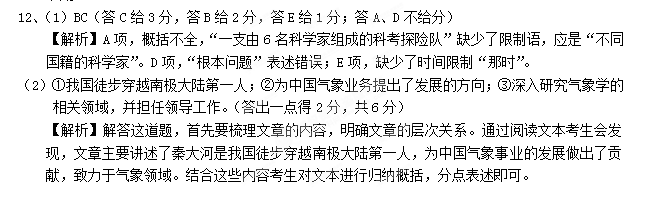 12、（1）BC（答 C 给 3 分，答 B 给 2 分，答 E 给 1 分；答 A、D 不给分）
【解析】A 项，概括不全，“一支由 6 名科学家组成的科考探险队”缺少了限制语，应是“不同
国籍的科学家”。D 项，“根本问题”表述错误；E 项，缺少了时间限制“那时”。
（2）①我国徒步穿越南极大陆第一人；②为中国气象业务提出了发展的方向；③深入研究气象学的
相关领域，并担任领导工作。（答出一点得 2 分，共 6 分）
【解析】解答这道题，首先要梳理文章的内容，明确文章的层次关系。通过阅读文本考生会发
现，文章主要讲述了秦大河是我国徒步穿越南极大陆第一人，为中国气象事业的发展做出了贡
献，致力于气象领域。结合这些内容考生对文本进行归纳概括，分点表述即可。